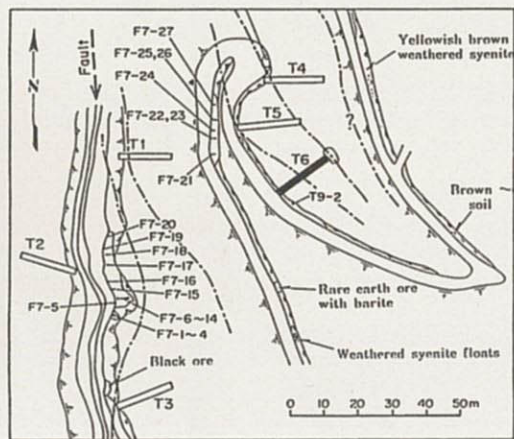 F7-27
F7-25,26
F7-24
F7-22,23
F7-21
Fault
N
T1
T2
F7-20
F7-19
F7-18
F7-17
F7-16
F7-15
F7-5
F7-6~14
F7-1~4
Black ore
T3
T4
T5
T6
T9-2
?
Yellowish brown
weathered syenite
Brown
soil
Rare earth ore
with barite
Weathered syenite floats
0 10 20 30 40 50m